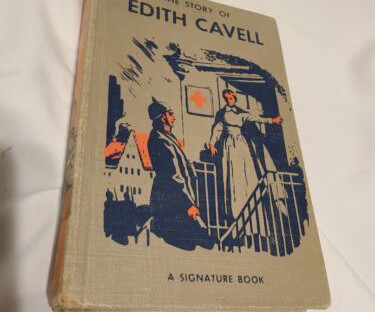 THE STORY OF
EDITH CAVELL
A SIGNATURE BOOK